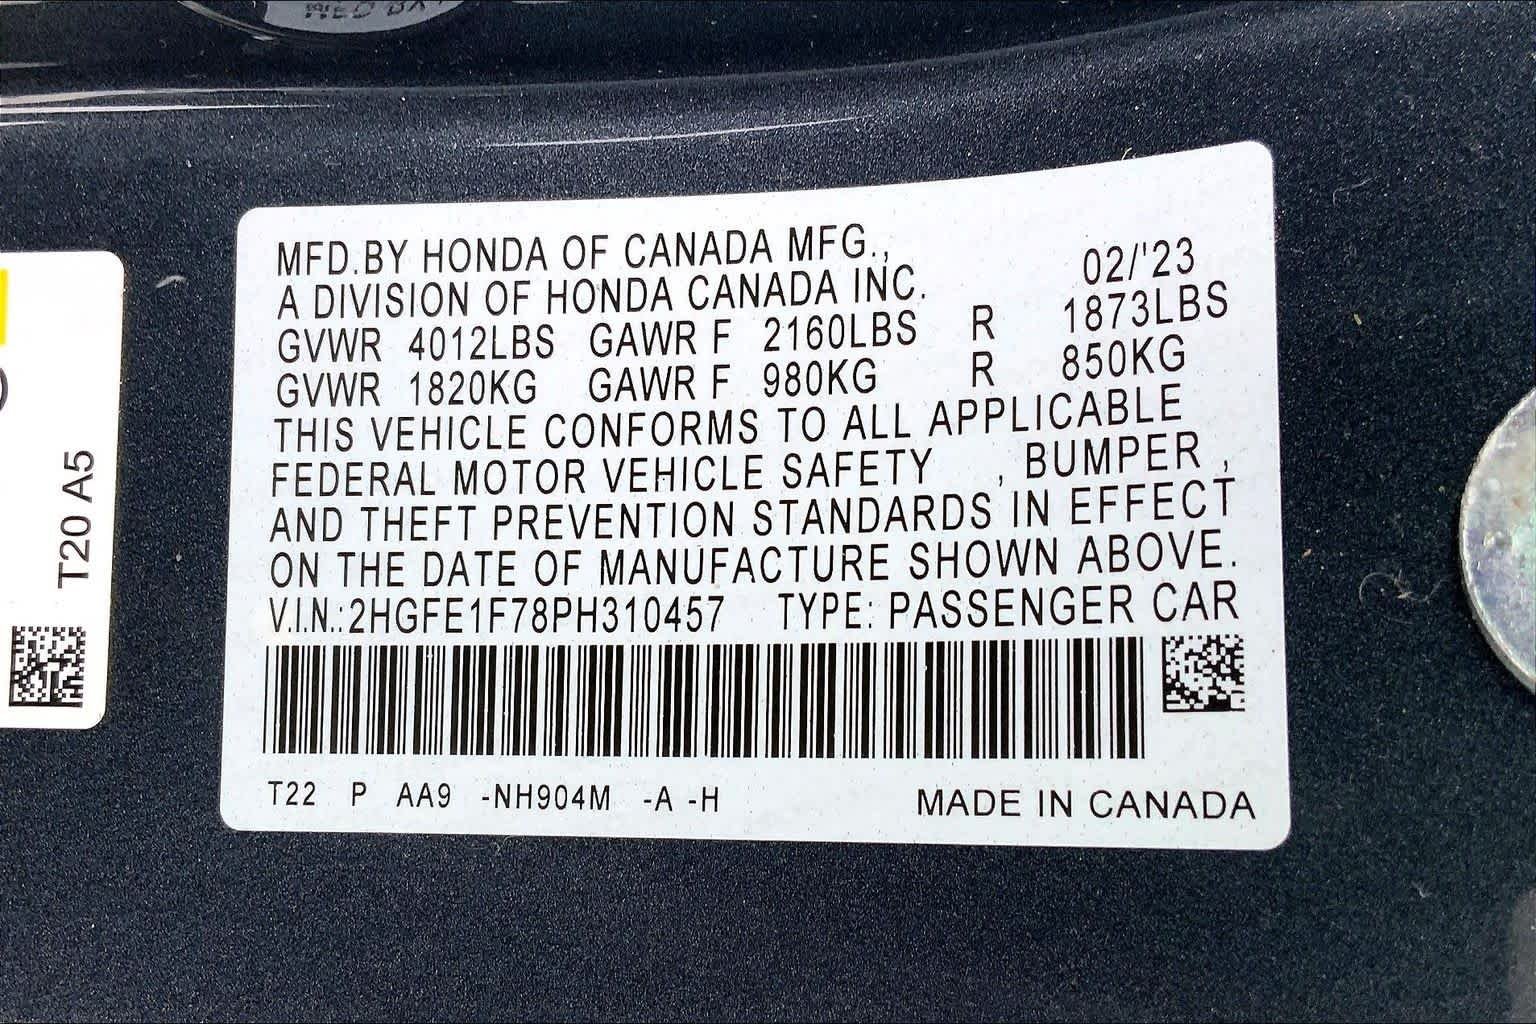 MFD.BY HONDA OF CANADA MFG.,
A DIVISION OF HONDA CANADA INC. 02/'23
GVWR 4012LBS GAWR F 2160LBS R 1873LBS
GVWR 1820KG GAWR F 980KG R 850KG
THIS VEHICLE CONFORMS TO ALL APPLICABLE
FEDERAL MOTOR VEHICLE SAFETY , BUMPER ,
AND THEFT PREVENTION STANDARDS IN EFFECT
ON THE DATE OF MANUFACTURE SHOWN ABOVE.
V.I.N.:2HGFE1F78PH310457 TYPE: PASSENGER CAR
T22 P AA9 -NH904M -A -H MADE IN CANADA
T20 A5